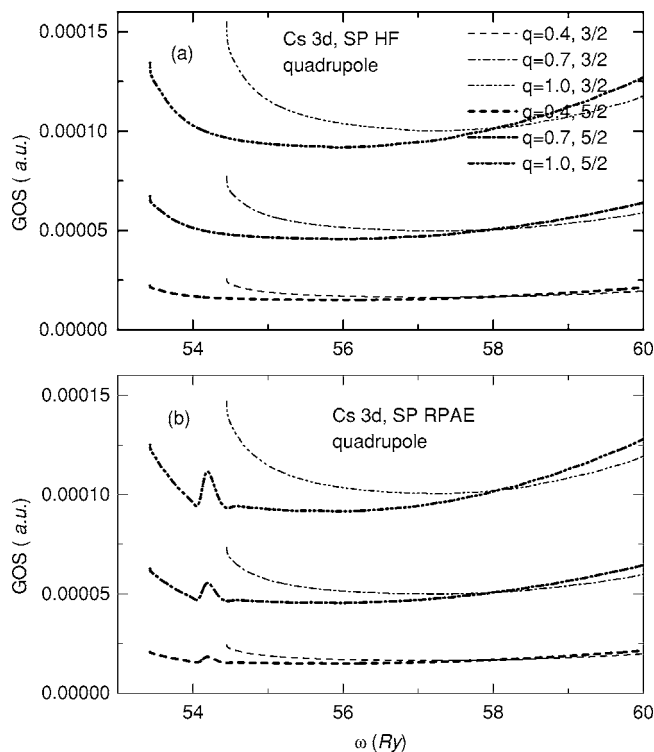 0.00015
(a)
Cs 3d, SP HF
quadrupole
q=0.4, 3/2
q=0.7, 3/2
q=1.0, 3/2
q=0.4, 5/2
q=0.7, 5/2
q=1.0, 5/2
0.00010
GOS ( a.u.)
0.00005
0.00000
54 56 58 60
0.00015
(b)
Cs 3d, SP RPAE
quadrupole
0.00010
GOS ( a.u.)
0.00005
0.00000
54 56 58 60
ω (Ry)